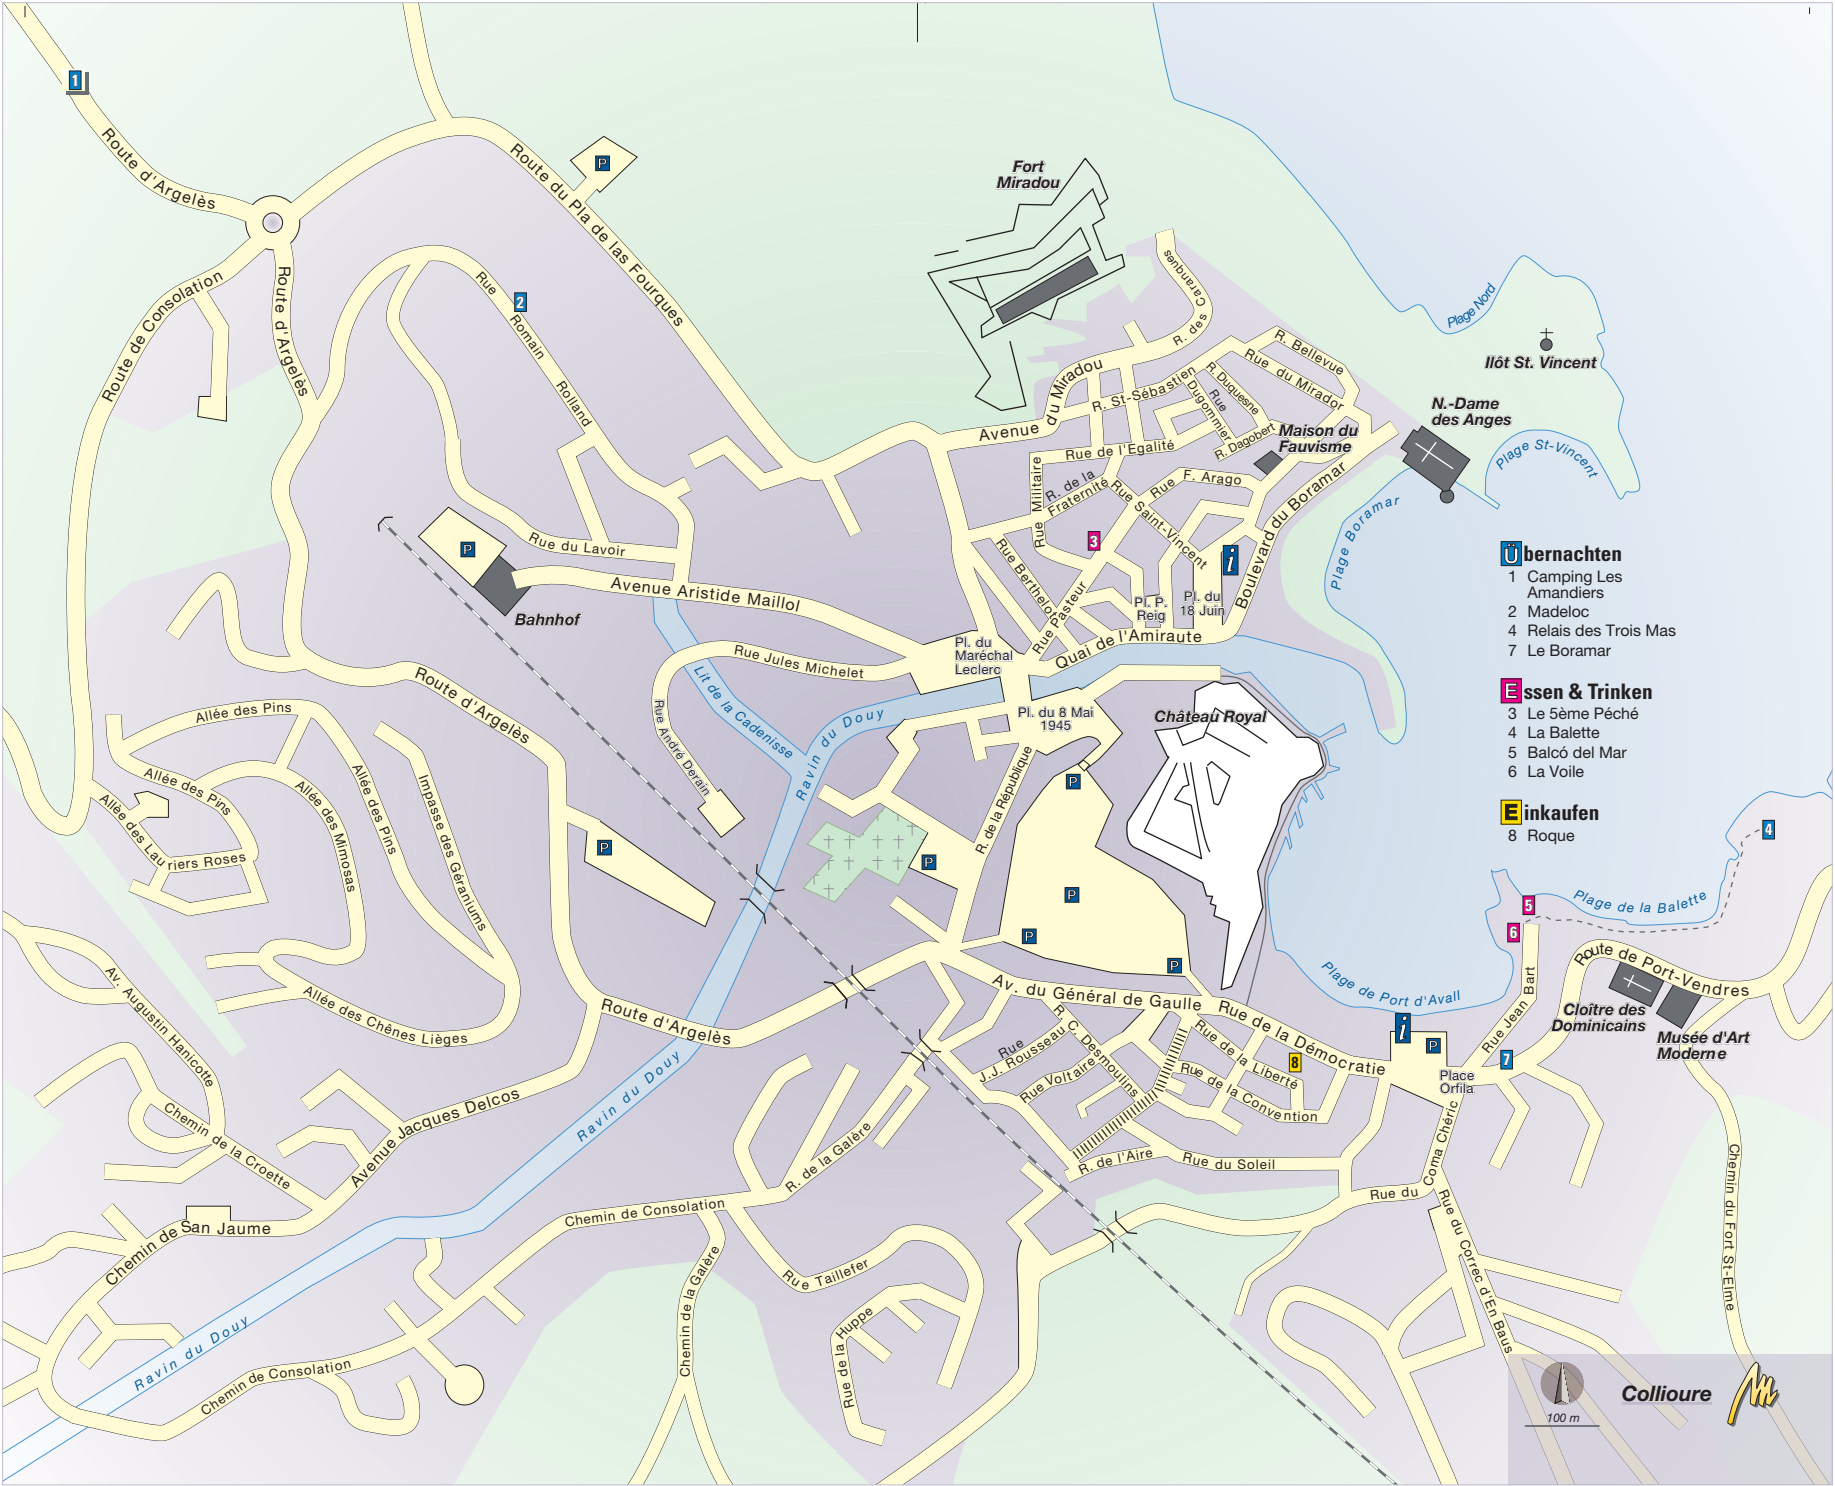 1
Route d'Argelès
P
Route du Pla de las Fourques
Fort
Miradou
Route de Consolation
Route d'Argelès
2
Rue Romain Rolland
R. des Caranques
Plage Nord
Ilôt St. Vincent
Avenue du Miradou
R. St-Sébastien
R. Bellevue
Rue du Mirador
R. Duquesne
Rue
Dugommier
R. Dagobert
Rue de l'Egalité
Maison du
Fauvisme
N.-Dame
des Anges
Plage St-Vincent
Rue Militaire
R. de la
Fraternité
Rue F. Arago
Rue Saint-Vincent
3
i
Boulevard du Boramar
Plage Boramar
P
Rue du Lavoir
Bahnhof
Avenue Aristide Maillol
Rue Berthelot
Rue Pasteur
Pl. P.
Reig
Pl. du
18 Juin
Quai de l'Amiraute
Pl. du
Maréchal
Leclerc
Rue Jules Michelet
Lit de la Cadenisse
Rue André Derain
Ravin du Douy
Pl. du 8 Mai
1945
Château Royal
R. de la République
P
P
P
P
P
P
Übernachten
1 Camping Les
Amandiers
2 Madeloc
4 Relais des Trois Mas
7 Le Boramar
Essen & Trinken
3 Le 5ème Péché
4 La Balette
5 Balcó del Mar
6 La Voile
Einkaufen
8 Roque
4
5
6
Plage de la Balette
Plage de Port d'Avall
Route d'Argelès
Allée des Pins
Allée des Pins
Allée des Pins
Allée des Mimosas
Impasse des Géraniums
Allée des Lauriers Roses
Allée des Chênes Lièges
Av. Augustin Hanicotte
Chemin de la Croette
Route d'Argelès
Avenue Jacques Delcos
Ravin du Douy
Chemin de San Jaume
Ravin du Douy
Chemin de Consolation
Chemin de Consolation
R. de la Galère
Chemin de la Galère
Rue Taillefer
Rue de la Huppe
Av. du Général de Gaulle
Rue de la Démocratie
R. C. Desmoulins
Rue
J.J. Rousseau
Rue Voltaire
Rue de la Liberté
8
Rue de la Convention
R. de l'Aire
Rue du Soleil
i
P
Place
Orfila
7
Rue Jean Bart
Route de Port-Vendres
Cloître des
Dominicains
Musée d'Art
Moderne
Rue du Coma Chéric
Rue du Correc d'En Baus
Chemin du Fort St-Elme
100 m
Collioure